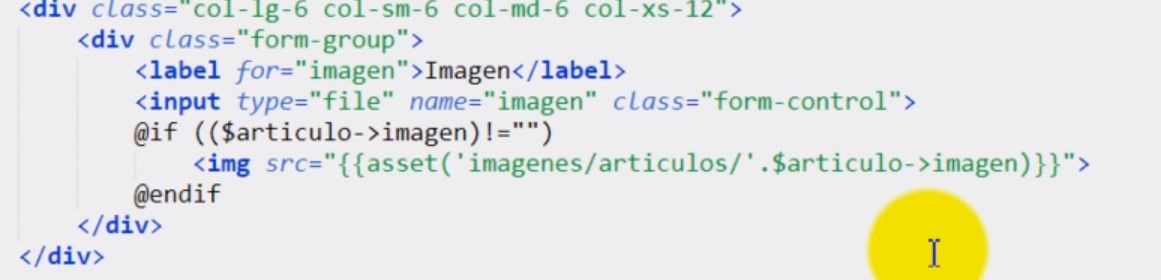 <div class="col-lg-6 col-sm-6 col-md-6 col-xs-12">
<div class="form-group">
<label for="imagen">Imagen</label>
<input type="file" name="imagen" class="form-control">
@if (($articulo->imagen)!="")
<img src="{{asset('imagenes/articulos/'.$articulo->imagen)}}">
@endif
</div>
</div>